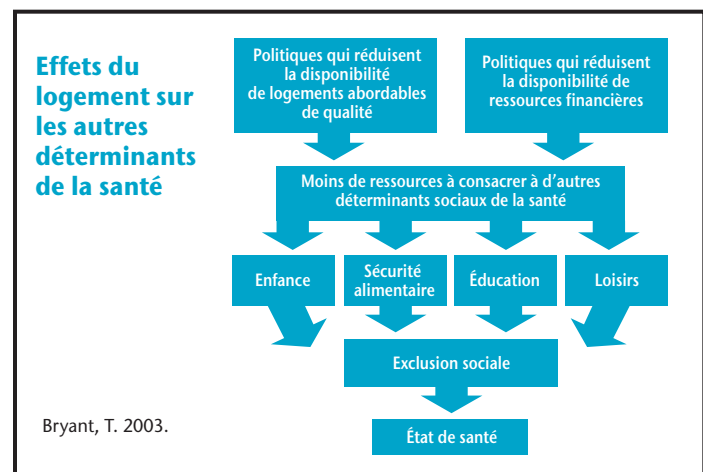 Effets du
logement sur
les autres
déterminants
de la santé
Politiques qui réduisent
la disponibilité
de logements abordables
de qualité
Politiques qui réduisent
la disponibilité de
ressources financières
Moins de ressources à consacrer à d'autres
déterminants sociaux de la santé
Enfance
Sécurité
alimentaire
Éducation
Loisirs
Exclusion sociale
État de santé
Bryant, T. 2003.